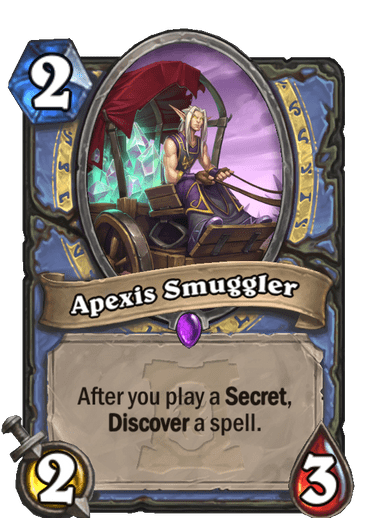 2
Apexis Smuggler
After you play a Secret,
Discover a spell.
2
3